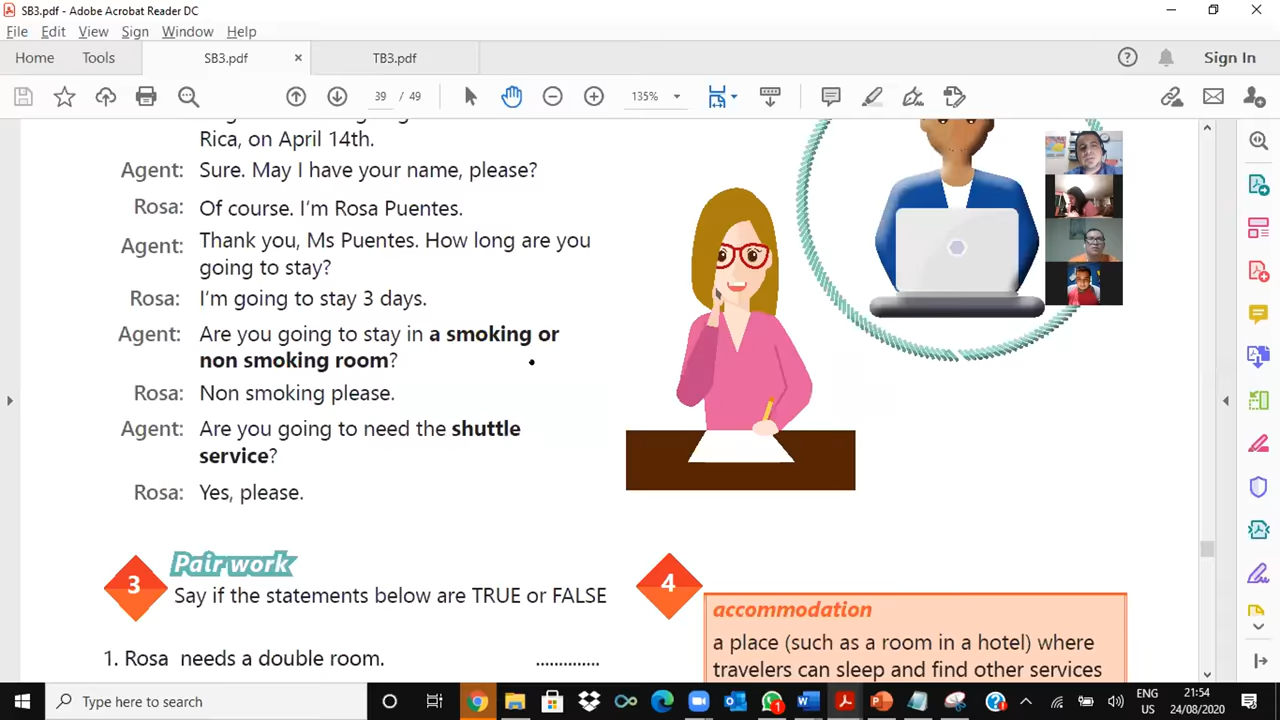 SB3.pdf - Adobe Acrobat Reader DC
File Edit View Sign Window Help
Home Tools SB3.pdf × TB3.pdf Sign In
39 / 49 135%
Rica, on April 14th.
Agent: Sure. May I have your name, please?
Rosa: Of course. I'm Rosa Puentes.
Agent: Thank you, Ms Puentes. How long are you
going to stay?
Rosa: I'm going to stay 3 days.
Agent: Are you going to stay in a smoking or
non smoking room?
Rosa: Non smoking please.
Agent: Are you going to need the shuttle
service?
Rosa: Yes, please.
3 Pair work
Say if the statements below are TRUE or FALSE
1. Rosa needs a double room. ..............
4
accommodation
a place (such as a room in a hotel) where
travelers can sleep and find other services
Type here to search
ENG
US
21:54
24/08/2020